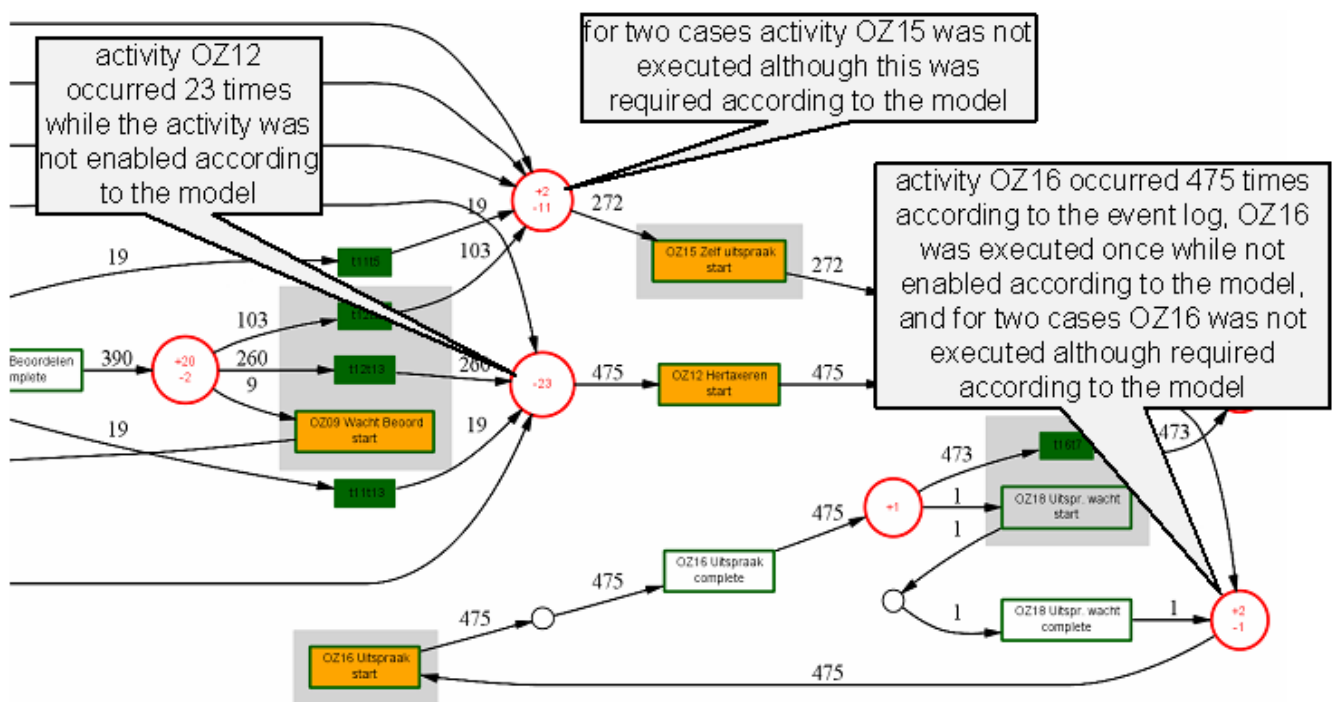 activity OZ12
occurred 23 times
while the activity was
not enabled according
to the model
for two cases activity OZ15 was not
executed although this was
required according to the model
activity OZ16 occurred 475 times
according to the event log, OZ16
was executed once while not
enabled according to the model,
and for two cases OZ16 was not
executed although required
according to the model
+2
-11
19
272
103
19
t11t5
OZ15 Zelf uitspraak
start
272
103
Beoordelen
mplete
390
+20
-2
260
t12t13
260
9
OZ09 Wacht Beoord
start
-23
475
OZ12 Hertaxeren
start
475
19
19
t11t13
473
t16t7
473
+1
1
OZ18 Uitspr. wacht
start
1
475
OZ16 Uitspraak
complete
475
475
1
OZ18 Uitspr. wacht
complete
1
+2
-1
OZ16 Uitspraak
start
475